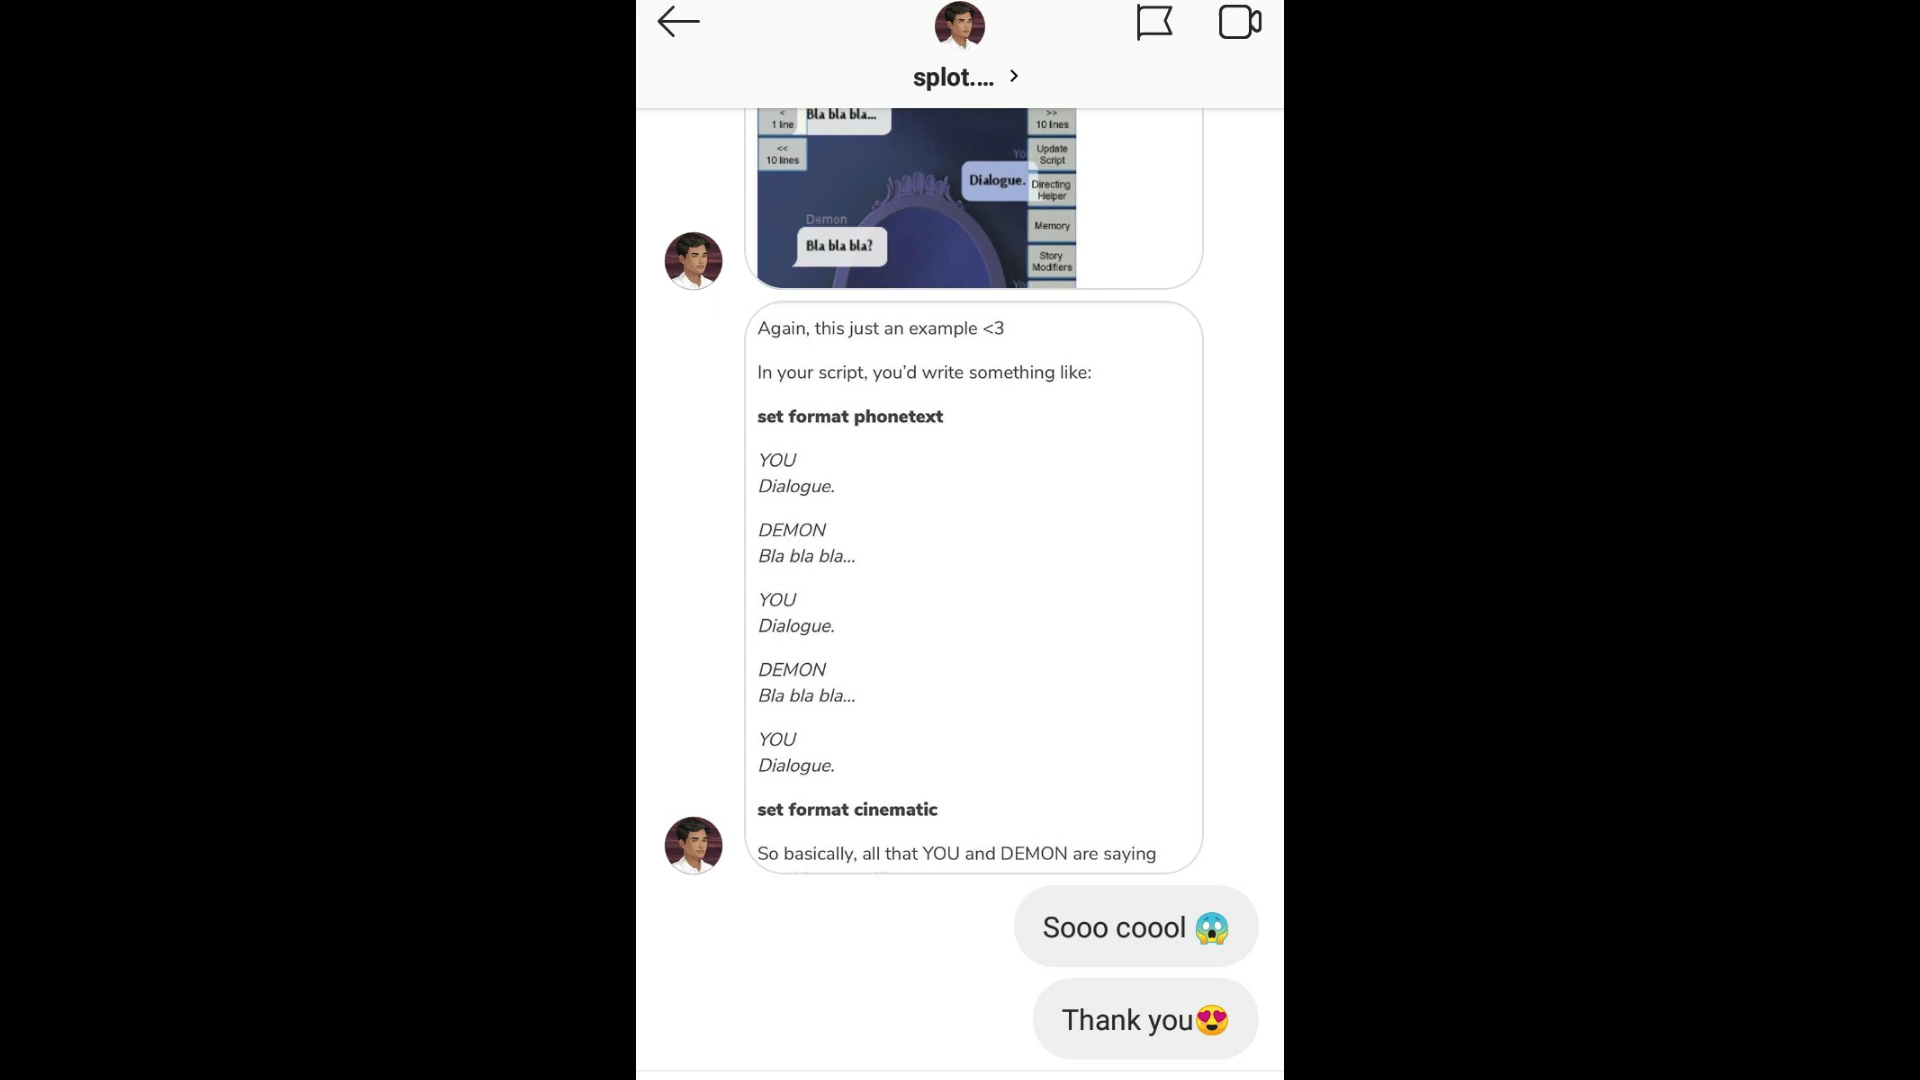 splot....
<
1 line
Bla bla bla...
>>
10 lines
<<
10 lines
Update
Script
Dialogue.
Directing
Helper
Demon
Memory
Bla bla bla?
Story
Modifiers
Again, this just an example <3
In your script, you’d write something like:
set format phonetext
YOU
Dialogue.
DEMON
Bla bla bla...
YOU
Dialogue.
DEMON
Bla bla bla...
YOU
Dialogue.
set format cinematic
So basically, all that YOU and DEMON are saying
Sooo coool 😱
Thank you😍